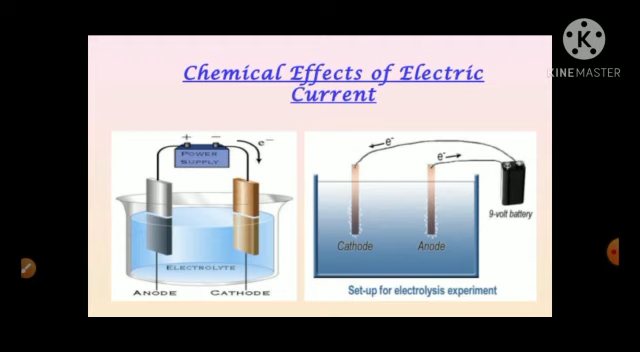 KINEMASTER
Chemical Effects of Electric
Current
+ −
e⁻
POWER
SUPPLY
ELECTROLYTE
ANODE CATHODE
e⁻
e⁻
9-volt battery
Cathode Anode
Set-up for electrolysis experiment